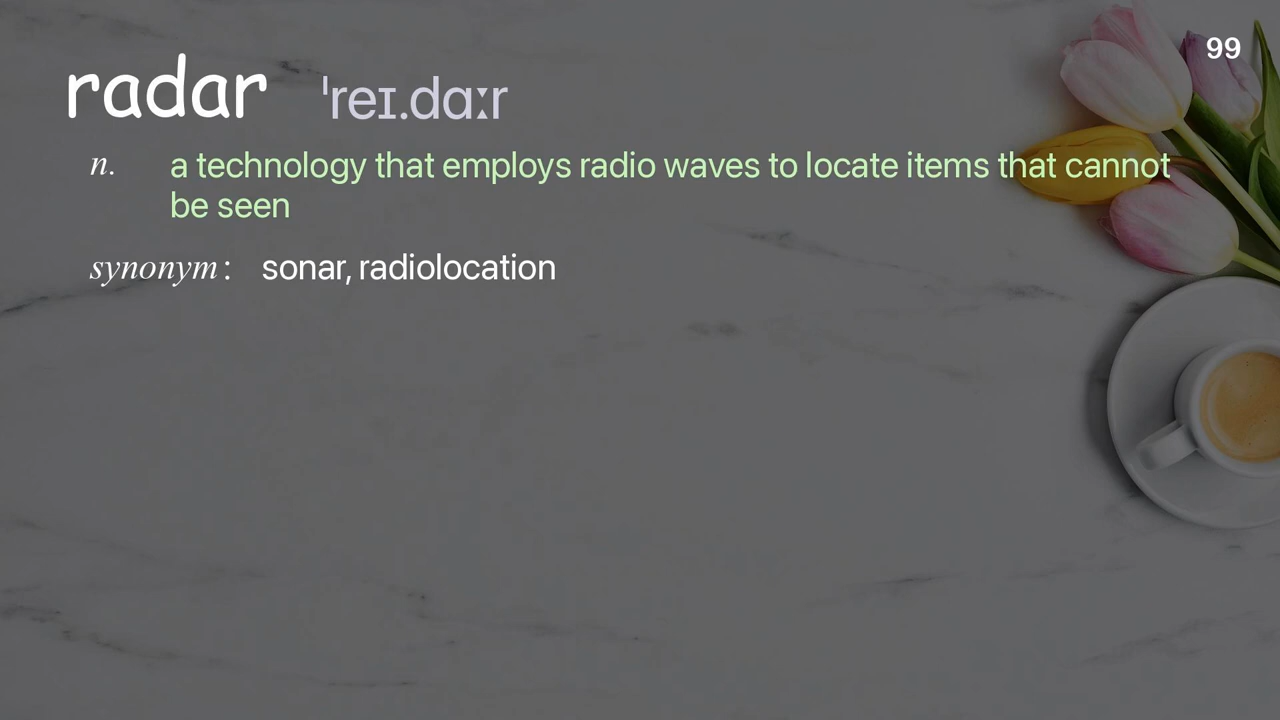 99
radar ˈreɪ.dɑːr
n. a technology that employs radio waves to locate items that cannot
be seen
synonym: sonar, radiolocation